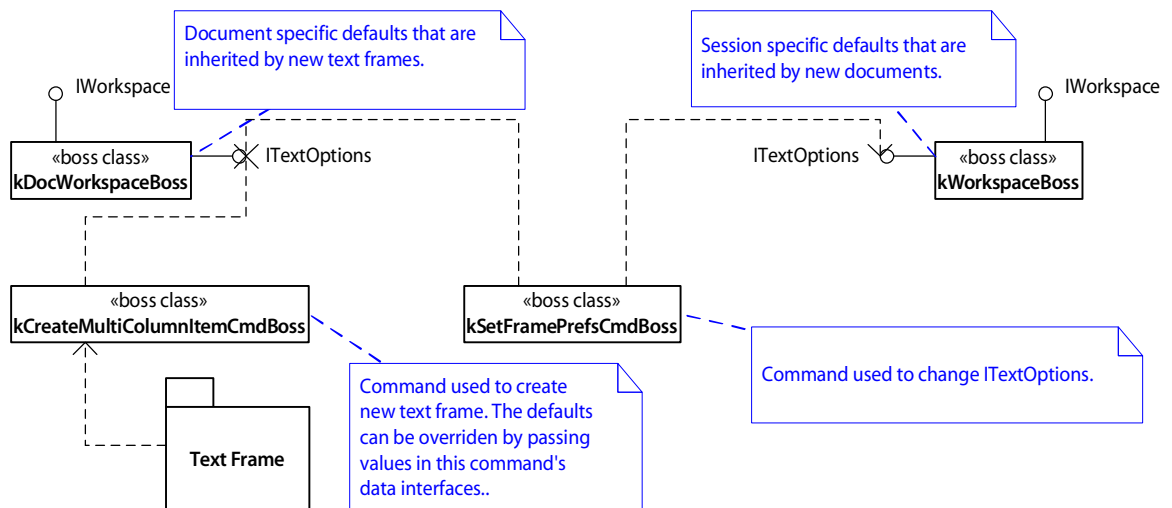 Document specific defaults that are
inherited by new text frames.
Session specific defaults that are
inherited by new documents.
IWorkspace
IWorkspace
«boss class»
kDocWorkspaceBoss
ITextOptions
ITextOptions
«boss class»
kWorkspaceBoss
«boss class»
kCreateMultiColumnItemCmdBoss
«boss class»
kSetFramePrefsCmdBoss
Command used to create
new text frame. The defaults
can be overriden by passing
values in this command's
data interfaces..
Command used to change ITextOptions.
Text Frame